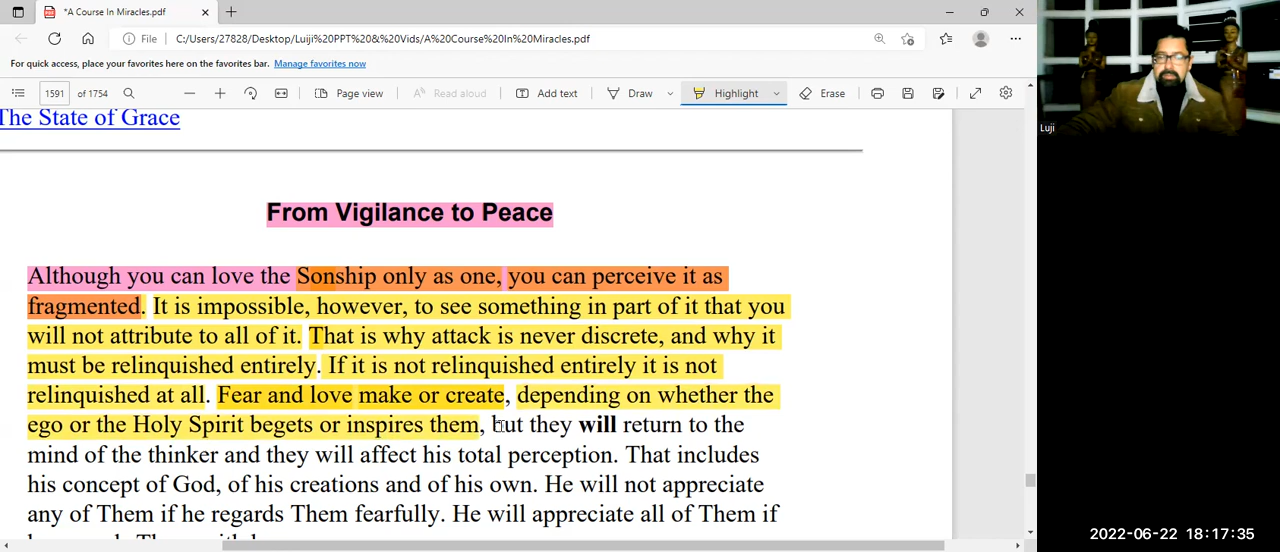 *A Course In Miracles.pdf
File C:/Users/27828/Desktop/Luiji%20PPT%20&%20Vids/A%20Course%20In%20Miracles.pdf
For quick access, place your favorites here on the favorites bar. Manage favorites now
1591 of 1754 Page view Read aloud Add text Draw Highlight Erase
The State of Grace
From Vigilance to Peace
Although you can love the Sonship only as one, you can perceive it as
fragmented. It is impossible, however, to see something in part of it that you
will not attribute to all of it. That is why attack is never discrete, and why it
must be relinquished entirely. If it is not relinquished entirely it is not
relinquished at all. Fear and love make or create, depending on whether the
ego or the Holy Spirit begets or inspires them, but they will return to the
mind of the thinker and they will affect his total perception. That includes
his concept of God, of his creations and of his own. He will not appreciate
any of Them if he regards Them fearfully. He will appreciate all of Them if
Luji
2022-06-22 18:17:35